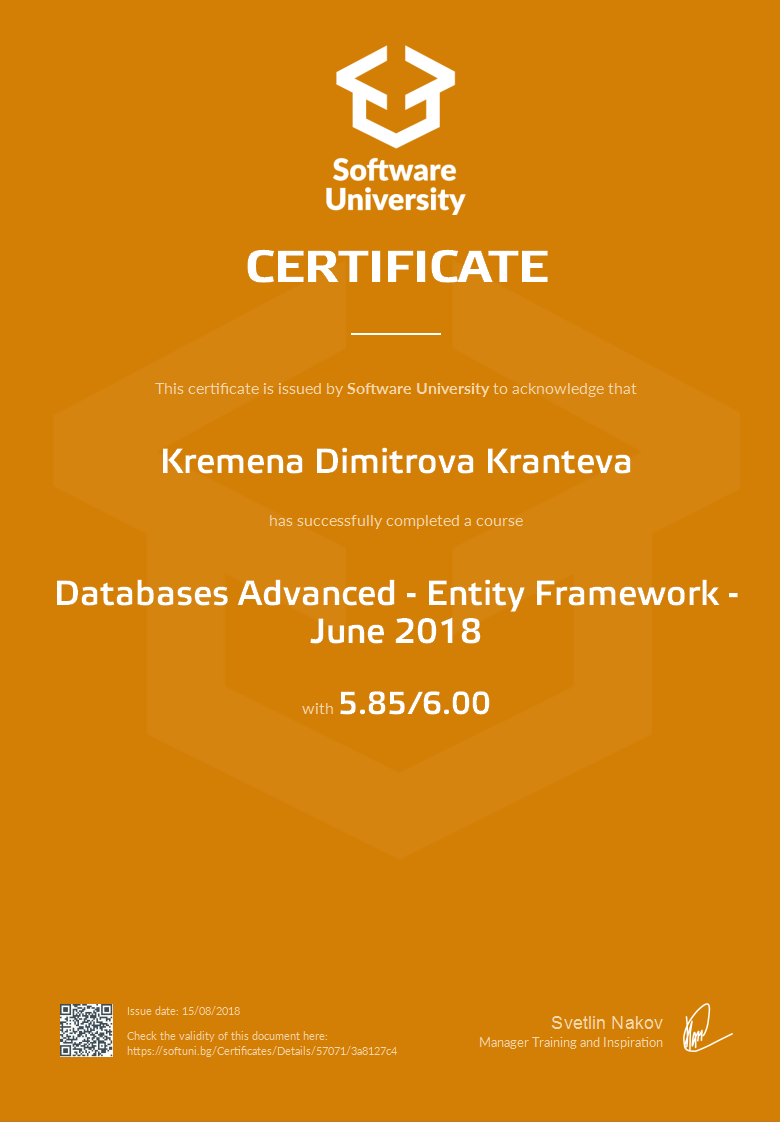 Software
University
CERTIFICATE
This certificate is issued by Software University to acknowledge that
Kremena Dimitrova Kranteva
has successfully completed a course
Databases Advanced - Entity Framework -
June 2018
with 5.85/6.00
Issue date: 15/08/2018
Check the validity of this document here:
https://softuni.bg/Certificates/Details/57071/3a8127c4
Svetlin Nakov
Manager Training and Inspiration